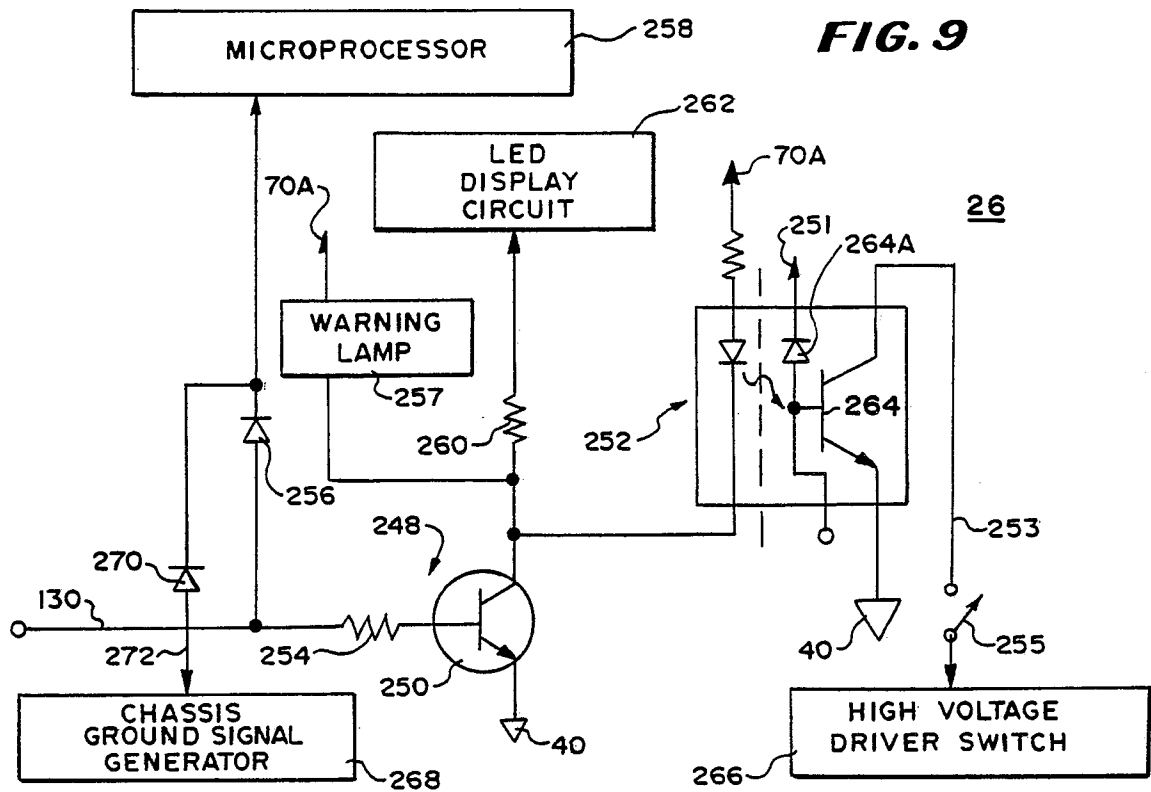 FIG. 9
MICROPROCESSOR
258
262
LED
DISPLAY
CIRCUIT
70A
70A
26
251
264A
WARNING
LAMP
257
260
252
264
256
248
253
270
130
272
254
250
40
40
255
CHASSIS
GROUND SIGNAL
GENERATOR
268
HIGH VOLTAGE
DRIVER SWITCH
266